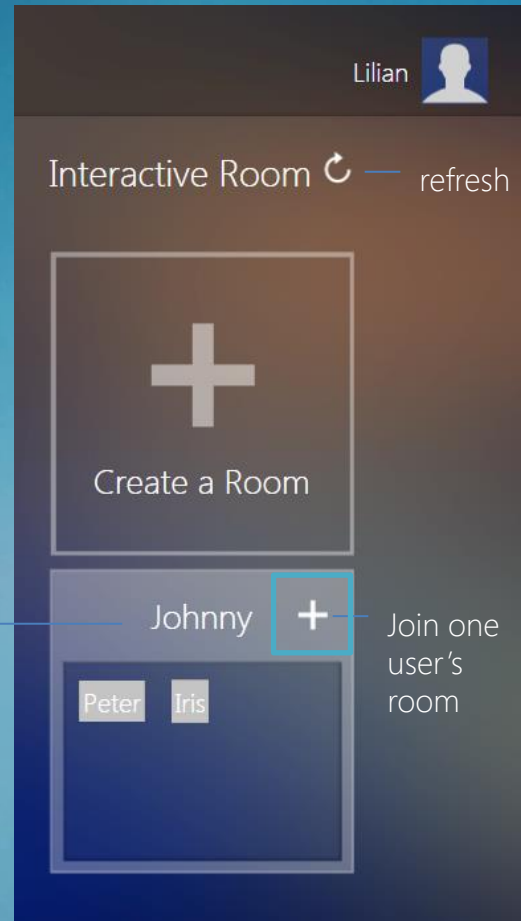 Lilian
Interactive Room
refresh
Create a Room
Johnny
Join one
user's
room
Peter Iris